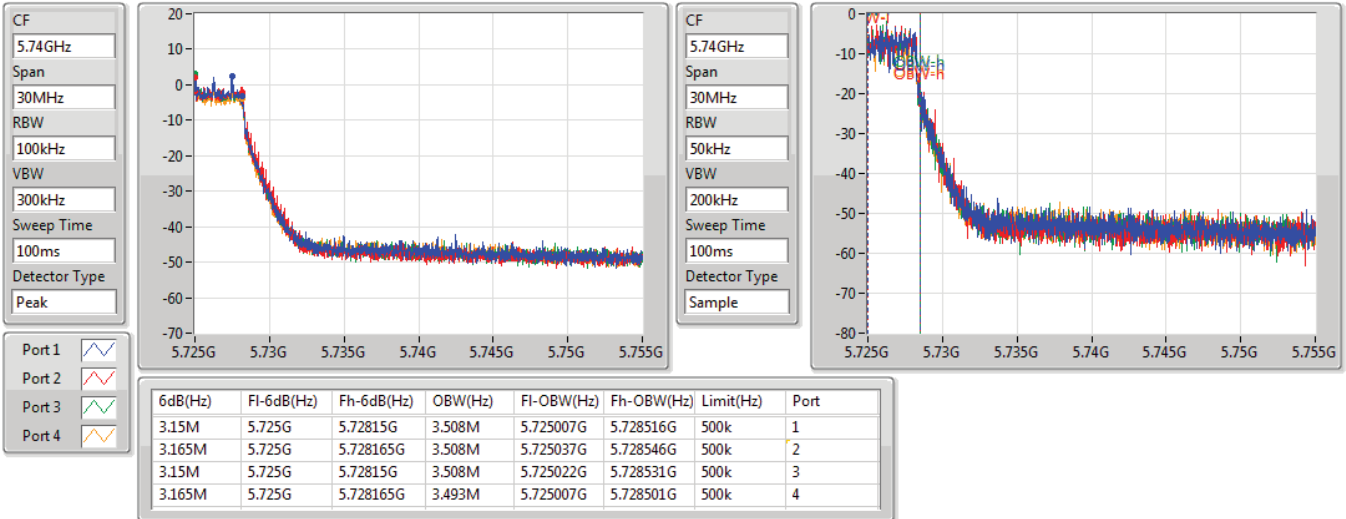 CF
5.74GHz
Span
30MHz
RBW
100kHz
VBW
300kHz
Sweep Time
100ms
Detector Type
Peak
20
10
0
-10
-20
-30
-40
-50
-60
-70
5.725G 5.73G 5.735G 5.74G 5.745G 5.75G 5.755G
CF
5.74GHz
Span
30MHz
RBW
50kHz
VBW
200kHz
Sweep Time
100ms
Detector Type
Sample
0
-10
-20
-30
-40
-50
-60
-70
-80
OBW-h
OBW-h
5.725G 5.73G 5.735G 5.74G 5.745G 5.75G 5.755G
Port 1
Port 2
Port 3
Port 4
6dB(Hz) Fl-6dB(Hz) Fh-6dB(Hz) OBW(Hz) Fl-OBW(Hz) Fh-OBW(Hz) Limit(Hz) Port
3.15M 5.725G 5.72815G 3.508M 5.725007G 5.728516G 500k 1
3.165M 5.725G 5.728165G 3.508M 5.725037G 5.728546G 500k 2
3.15M 5.725G 5.72815G 3.508M 5.725022G 5.728531G 500k 3
3.165M 5.725G 5.728165G 3.493M 5.725007G 5.728501G 500k 4